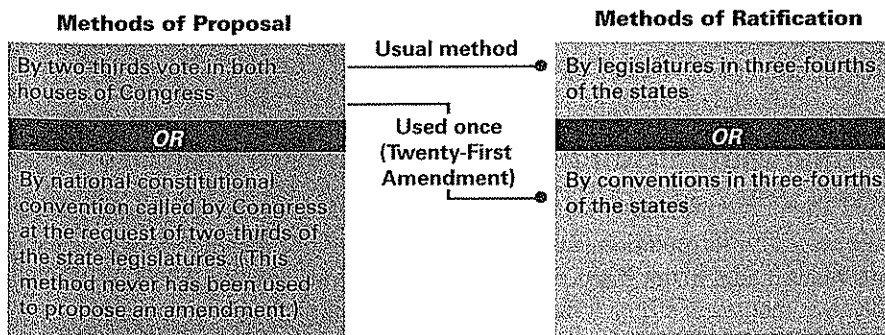 Methods of Proposal
By two-thirds vote in both
houses of Congress
OR
By national constitutional
convention called by Congress
at the request of two-thirds of
the state legislatures. (This
method never has been used
to propose an amendment.)
Usual method
Used once
(Twenty-First
Amendment)
Methods of Ratification
By legislatures in three-fourths
of the states
OR
By conventions in three-fourths
of the states